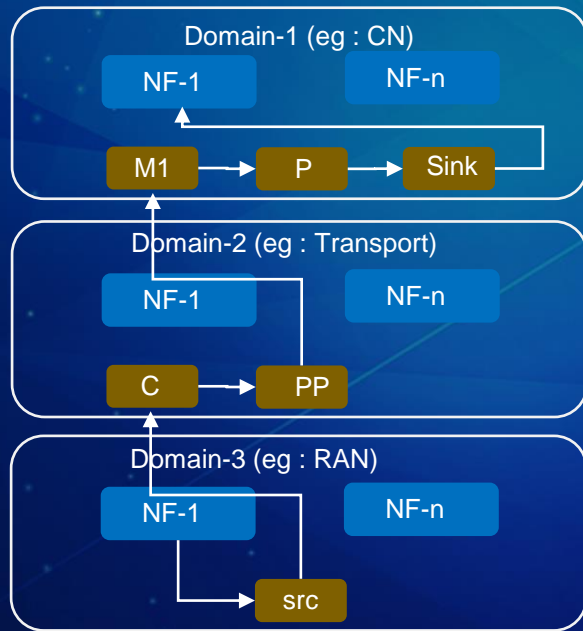 Domain-1 (eg : CN)
NF-1 NF-n
M1 P Sink
Domain-2 (eg : Transport)
NF-1 NF-n
C PP
Domain-3 (eg : RAN)
NF-1 NF-n
src